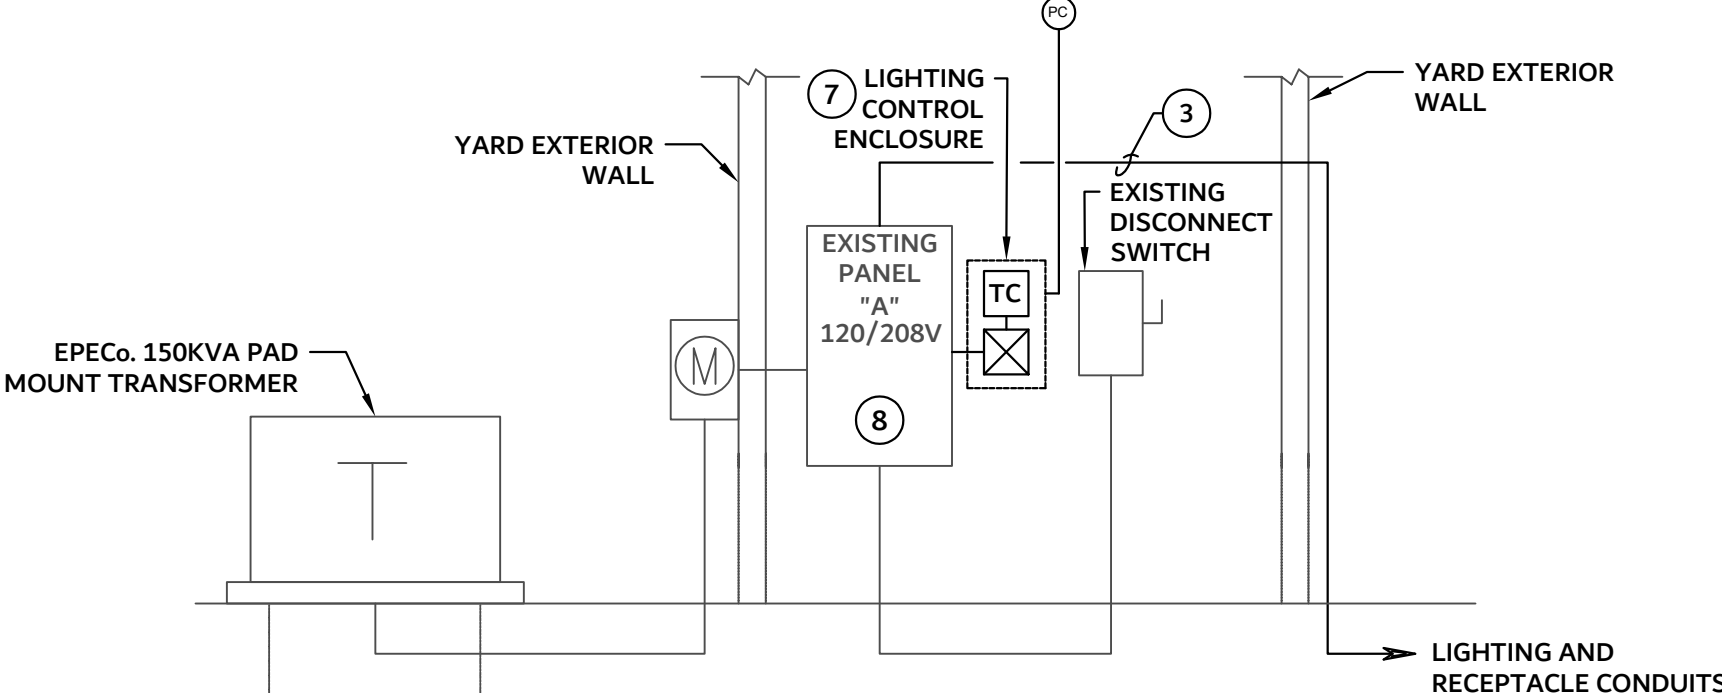 PC
7
LIGHTING
CONTROL
ENCLOSURE
3
YARD EXTERIOR
WALL
YARD EXTERIOR
WALL
EXISTING
DISCONNECT
SWITCH
EXISTING
PANEL
"A"
120/208V
TC
M
8
EPECo. 150KVA PAD
MOUNT TRANSFORMER
T
LIGHTING AND
RECEPTACLE CONDUITS